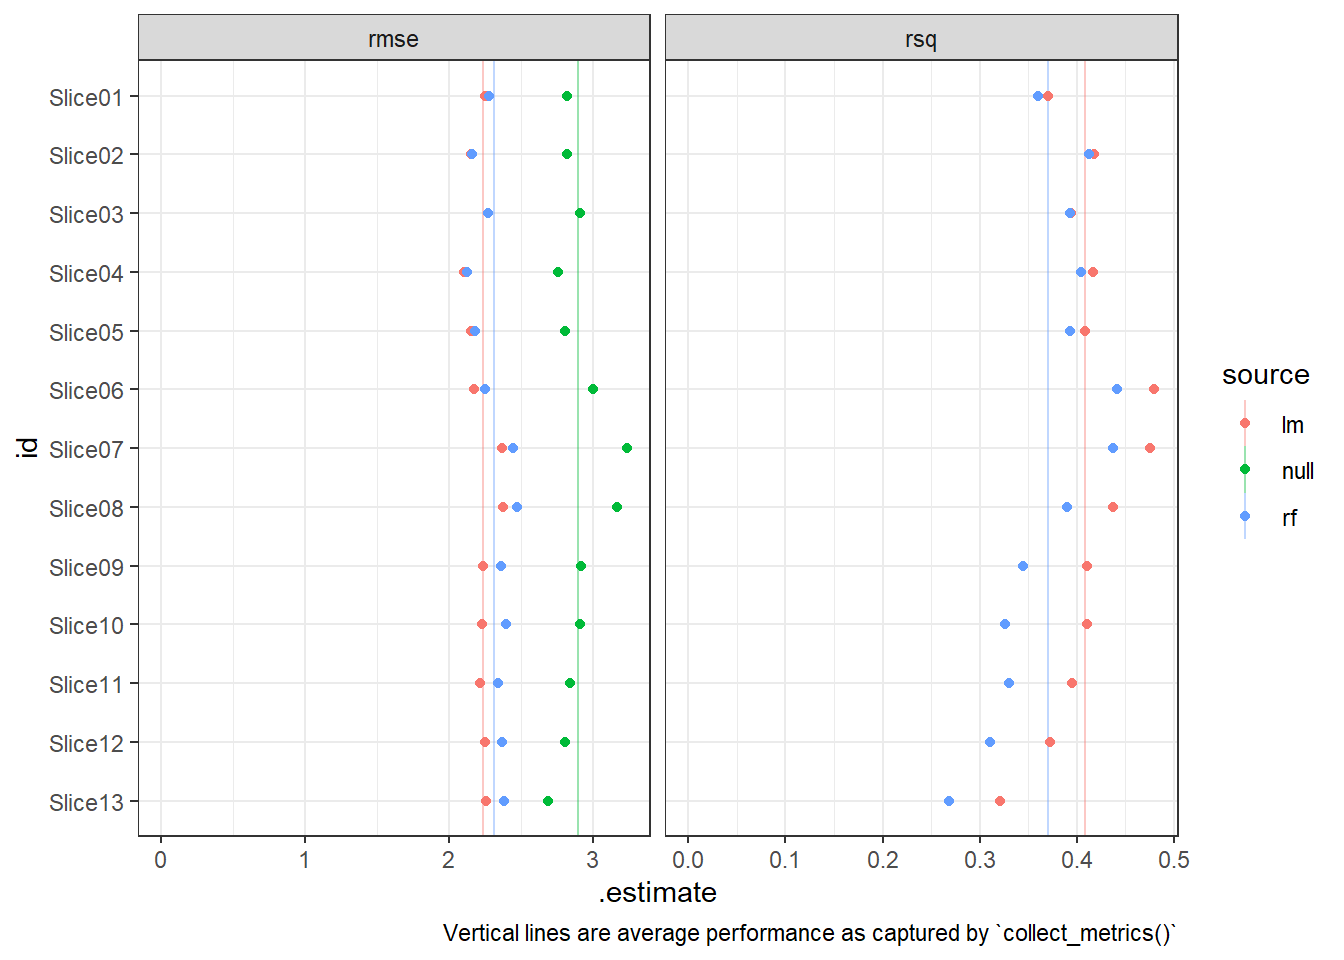 rmse rsq
Slice01
Slice02
Slice03
Slice04
Slice05
Slice06
Slice07
Slice08
Slice09
Slice10
Slice11
Slice12
Slice13
id
0 1 2 3 0.0 0.1 0.2 0.3 0.4 0.5
.estimate
source
lm
null
rf
Vertical lines are average performance as captured by `collect_metrics()`